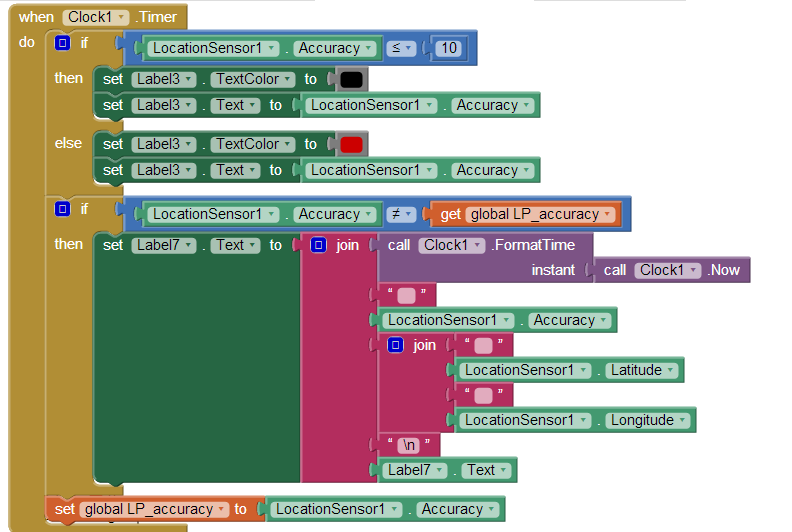 when Clock1 .Timer
do if LocationSensor1 . Accuracy ≤ 10
then set Label3 . TextColor to
set Label3 . Text to LocationSensor1 . Accuracy
else set Label3 . TextColor to
set Label3 . Text to LocationSensor1 . Accuracy
if LocationSensor1 . Accuracy ≠ get global LP_accuracy
then set Label7 . Text to join call Clock1 .FormatTime
instant call Clock1 .Now
“ ”
LocationSensor1 . Accuracy
join “ ”
LocationSensor1 . Latitude
“ ”
LocationSensor1 . Longitude
“ \n ”
Label7 . Text
set global LP_accuracy to LocationSensor1 . Accuracy